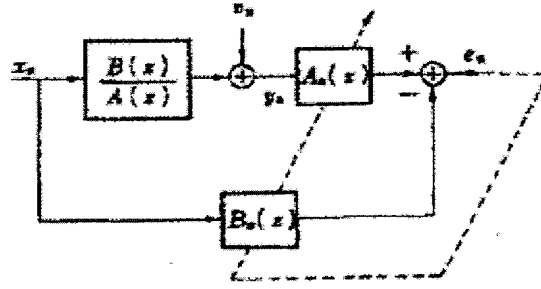 v_n
x_n
B(z)
A(z)
+
y_n
A_n(z)
+
+
−
e_n
B_n(z)